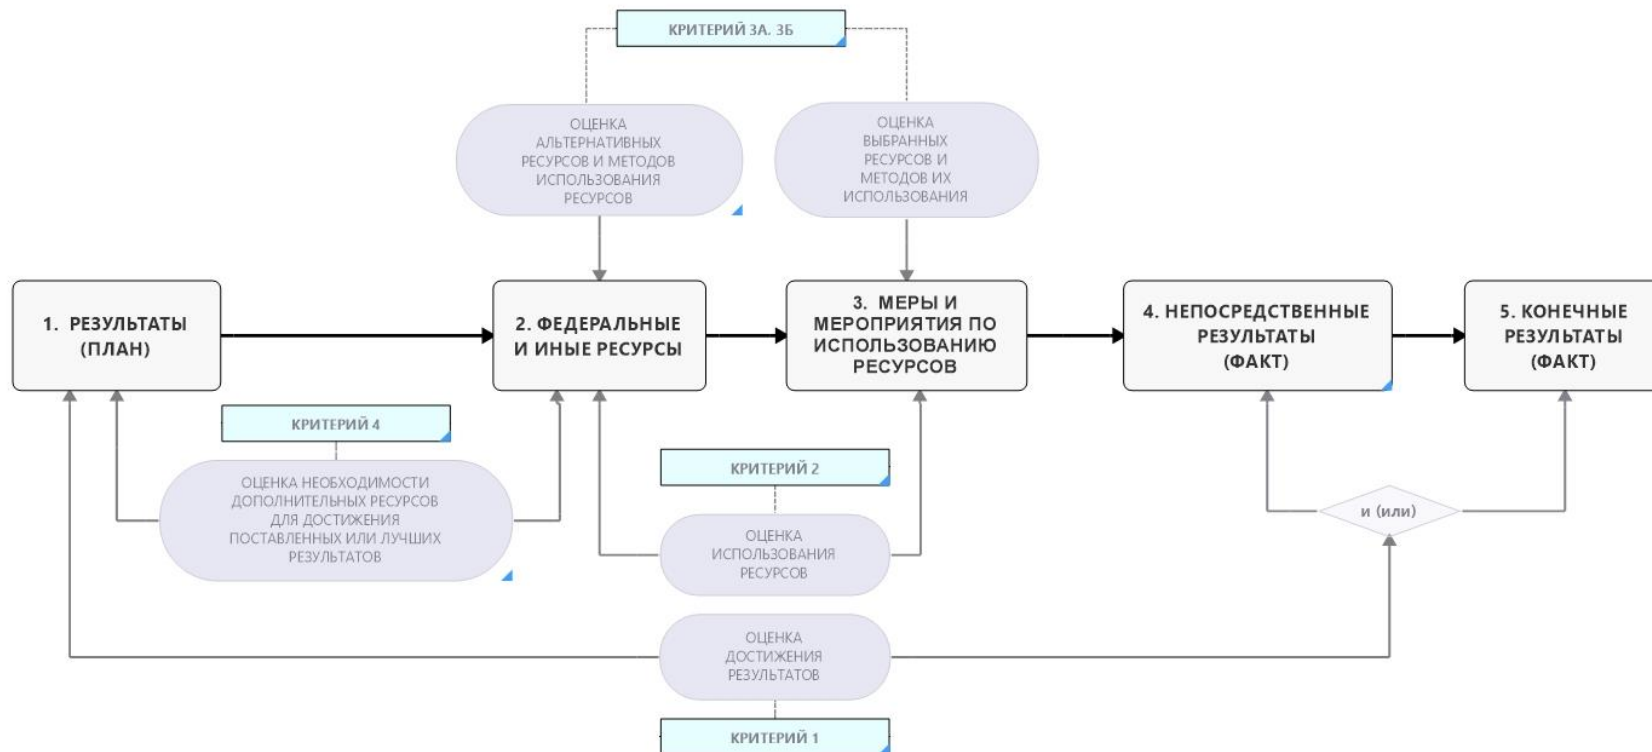 КРИТЕРИЙ 3А. 3Б
ОЦЕНКА
АЛЬТЕРНАТИВНЫХ
РЕСУРСОВ И МЕТОДОВ
ИСПОЛЬЗОВАНИЯ
РЕСУРСОВ
ОЦЕНКА
ВЫБРАННЫХ
РЕСУРСОВ И
МЕТОДОВ ИХ
ИСПОЛЬЗОВАНИЯ
1. РЕЗУЛЬТАТЫ
(ПЛАН)
2. ФЕДЕРАЛЬНЫЕ
И ИНЫЕ РЕСУРСЫ
3. МЕРЫ И
МЕРОПРИЯТИЯ ПО
ИСПОЛЬЗОВАНИЮ
РЕСУРСОВ
4. НЕПОСРЕДСТВЕННЫЕ
РЕЗУЛЬТАТЫ
(ФАКТ)
5. КОНЕЧНЫЕ
РЕЗУЛЬТАТЫ
(ФАКТ)
КРИТЕРИЙ 4
ОЦЕНКА НЕОБХОДИМОСТИ
ДОПОЛНИТЕЛЬНЫХ РЕСУРСОВ
ДЛЯ ДОСТИЖЕНИЯ
ПОСТАВЛЕННЫХ ИЛИ ЛУЧШИХ
РЕЗУЛЬТАТОВ
КРИТЕРИЙ 2
ОЦЕНКА
ИСПОЛЬЗОВАНИЯ
РЕСУРСОВ
и (или)
ОЦЕНКА
ДОСТИЖЕНИЯ
РЕЗУЛЬТАТОВ
КРИТЕРИЙ 1